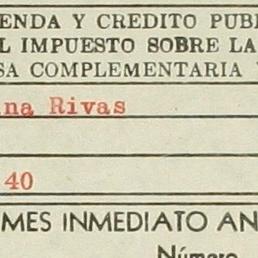 ENDA Y CREDITO PUB
L IMPUESTO SOBRE LA
SA COMPLEMENTARIA
na Rivas
40
MES INMEDIATO AN
Número